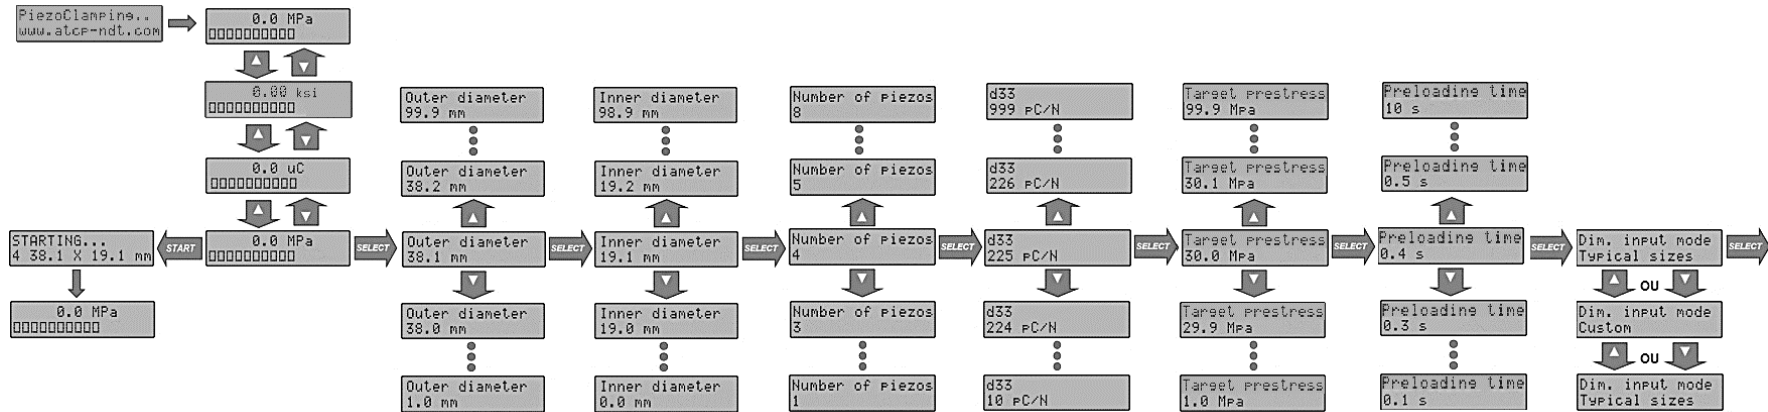 PiezoClamping..
www.atcp-ndt.com
0.0 MPa
0.00 ksi
0.0 uC
START
0.0 MPa
SELECT
STARTING...
4 38.1 X 19.1 mm
0.0 MPa
Outer diameter
99.9 mm
Outer diameter
38.2 mm
Outer diameter
38.1 mm
Outer diameter
38.0 mm
Outer diameter
1.0 mm
SELECT
Inner diameter
98.9 mm
Inner diameter
19.2 mm
Inner diameter
19.1 mm
Inner diameter
19.0 mm
Inner diameter
0.0 mm
SELECT
Number of piezos
8
Number of piezos
5
Number of piezos
4
Number of piezos
3
Number of piezos
1
SELECT
d33
999 pC/N
d33
226 pC/N
d33
225 pC/N
d33
224 pC/N
d33
10 pC/N
SELECT
Target prestress
99.9 Mpa
Target prestress
30.1 Mpa
Target prestress
30.0 Mpa
Target prestress
29.9 Mpa
Target prestress
1.0 Mpa
SELECT
Preloading time
10 s
Preloading time
0.5 s
Preloading time
0.4 s
Preloading time
0.3 s
Preloading time
0.1 s
SELECT
Dim. input mode
Typical sizes
OU
Dim. input mode
Custom
OU
Dim. input mode
Typical sizes
SELECT